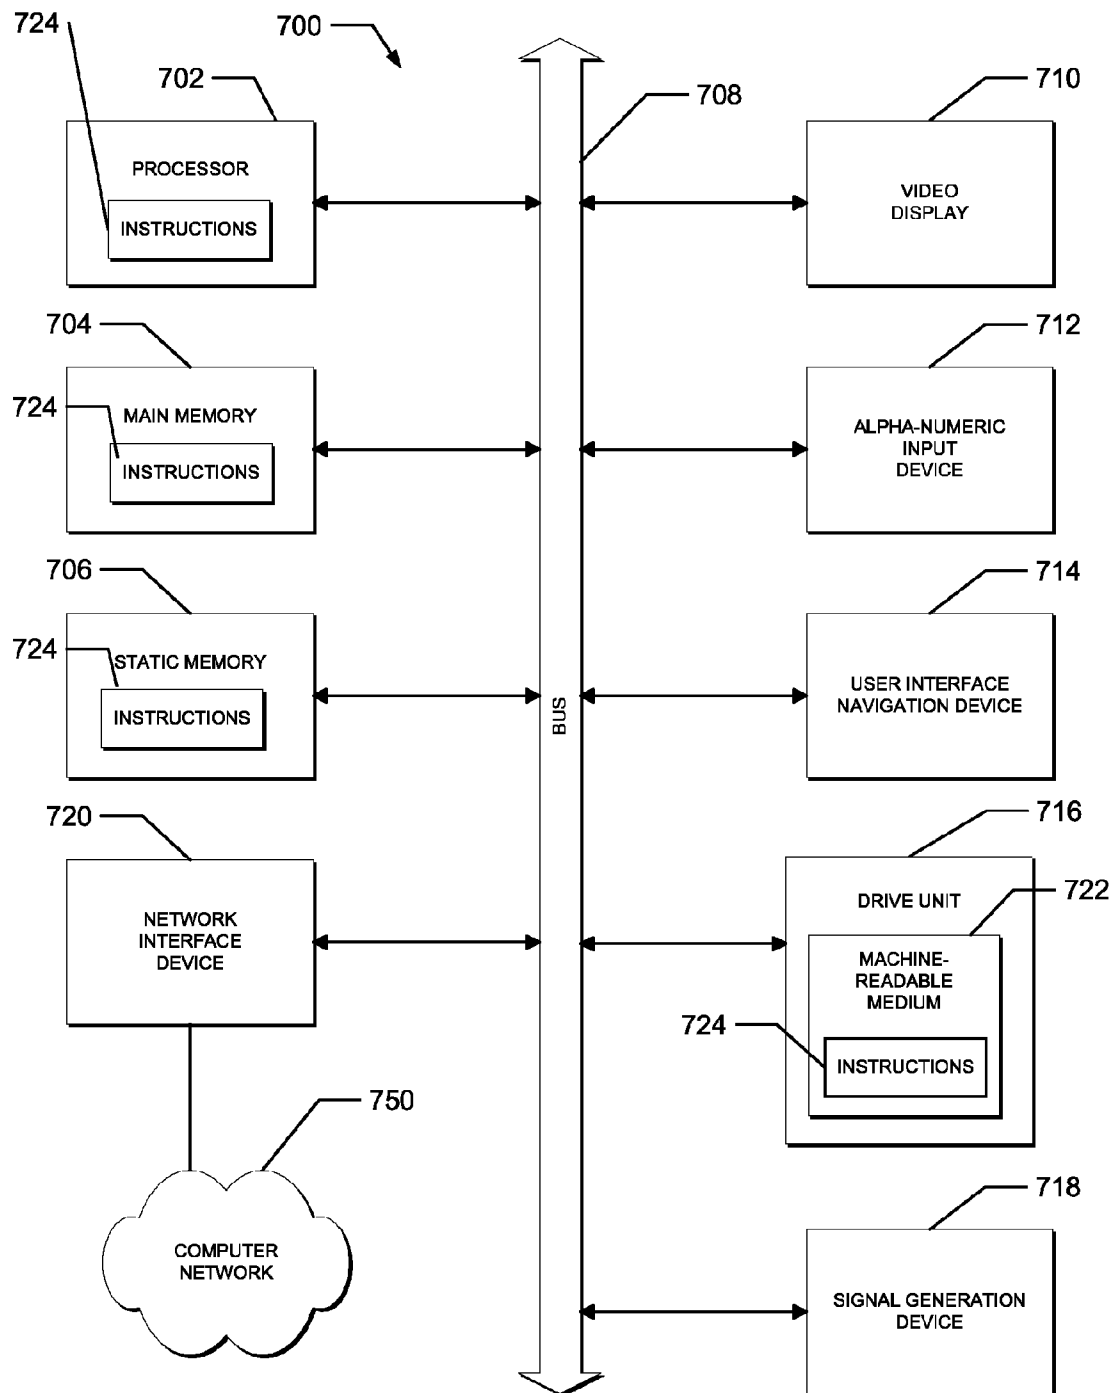 724
700
702
708
710
PROCESSOR
INSTRUCTIONS
VIDEO
DISPLAY
704
712
724
MAIN MEMORY
INSTRUCTIONS
ALPHA-NUMERIC
INPUT
DEVICE
706
714
724
STATIC MEMORY
INSTRUCTIONS
BUS
USER INTERFACE
NAVIGATION DEVICE
720
716
NETWORK
INTERFACE
DEVICE
DRIVE UNIT
722
MACHINE-
READABLE
MEDIUM
724
INSTRUCTIONS
750
COMPUTER
NETWORK
718
SIGNAL GENERATION
DEVICE